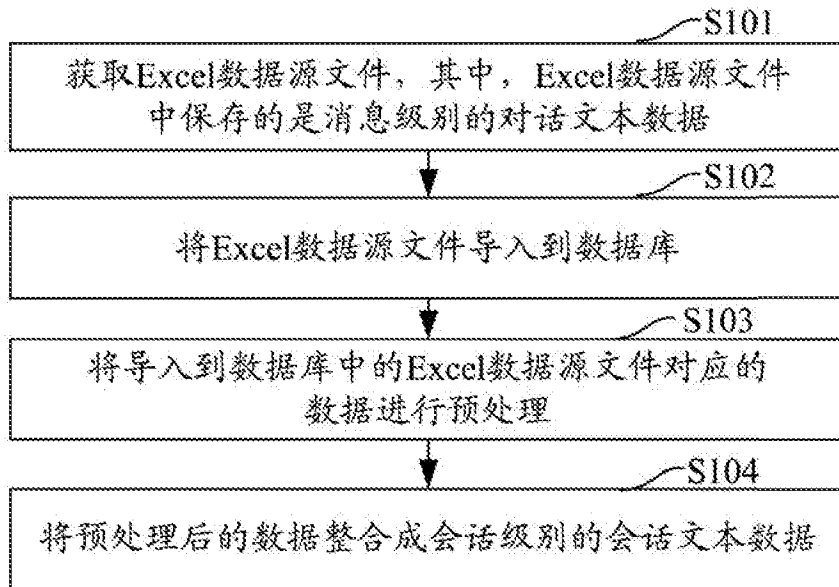 S101
获取Excel数据源文件，其中，Excel数据源文件
中保存的是消息级别的对话文本数据
S102
将Excel数据源文件导入到数据库
S103
将导入到数据库中的Excel数据源文件对应的
数据进行预处理
S104
将预处理后的数据整合成会话级别的会话文本数据